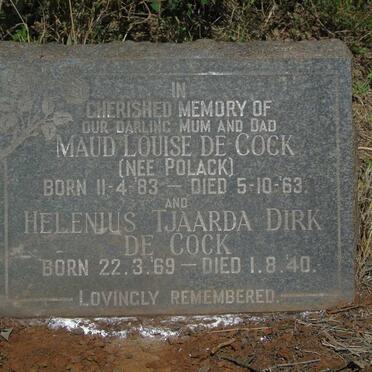 IN
CHERISHED MEMORY OF
OUR DARLING MUM AND DAD
MAUD LOUISE DE COCK
(NEE POLACK)
BORN 11-4-83 — DIED 5-10-63.
AND
HELENIUS TJAARDA DIRK
DE COCK
BORN 22.3.69 — DIED 1.8.40.
LOVINGLY REMEMBERED.